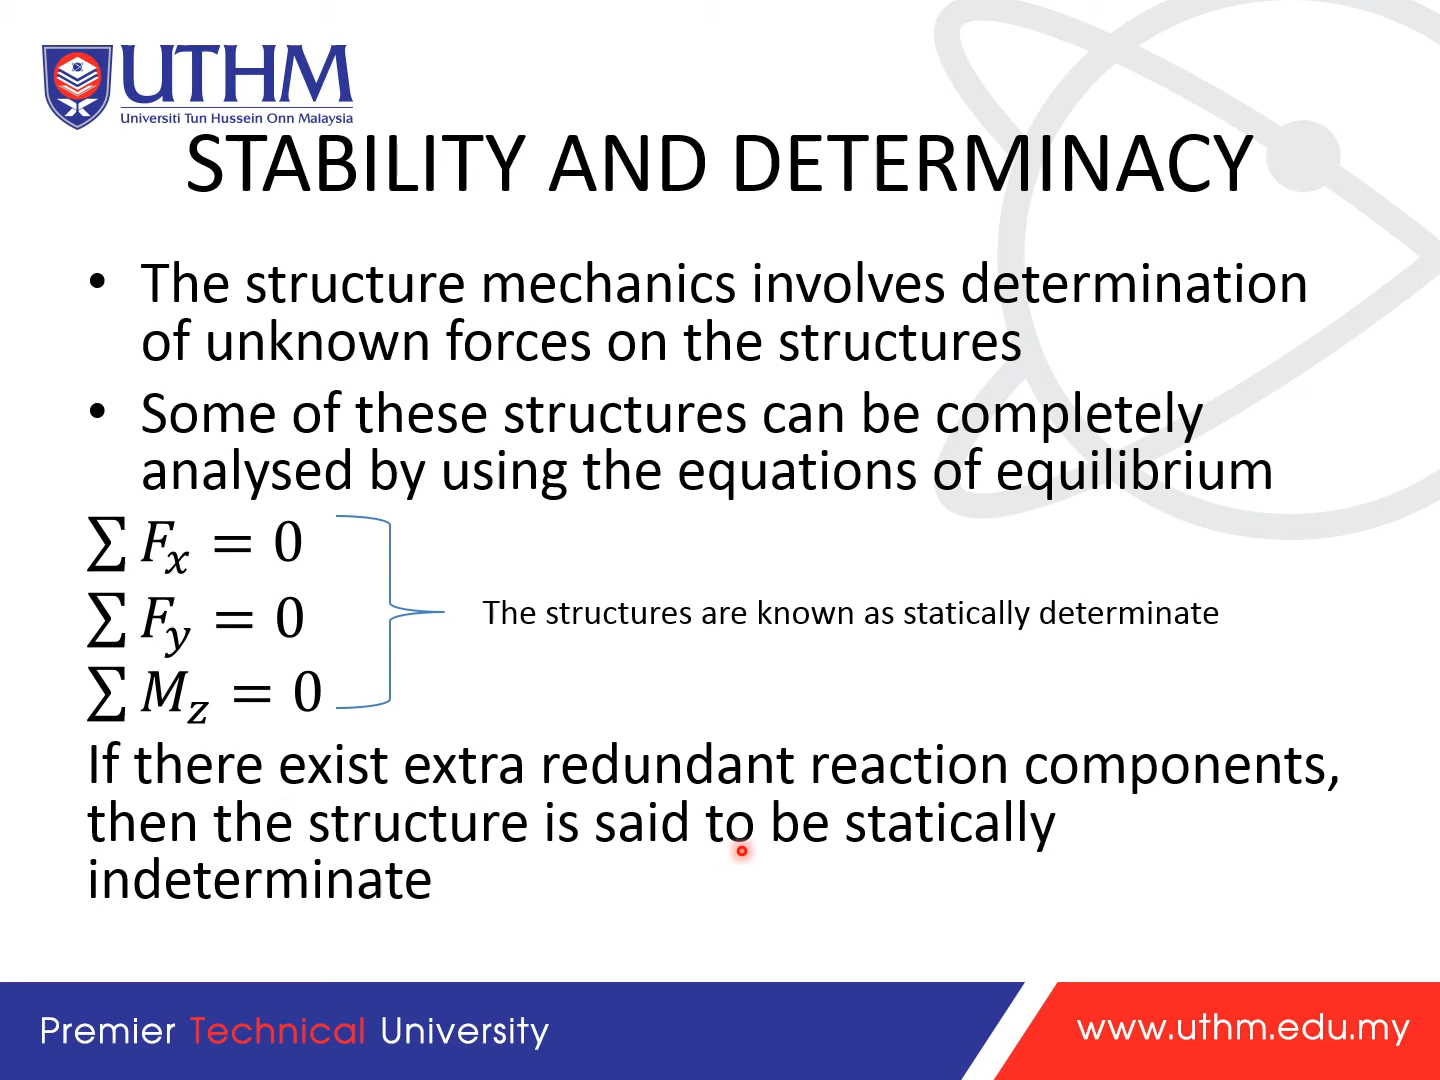 UTHM
Universiti Tun Hussein Onn Malaysia
STABILITY AND DETERMINACY
• The structure mechanics involves determination
of unknown forces on the structures
• Some of these structures can be completely
analysed by using the equations of equilibrium
∑ Fₓ = 0
∑ F_y = 0
The structures are known as statically determinate
∑ M_z = 0
If there exist extra redundant reaction components,
then the structure is said to be statically
indeterminate
Premier Technical University
www.uthm.edu.my